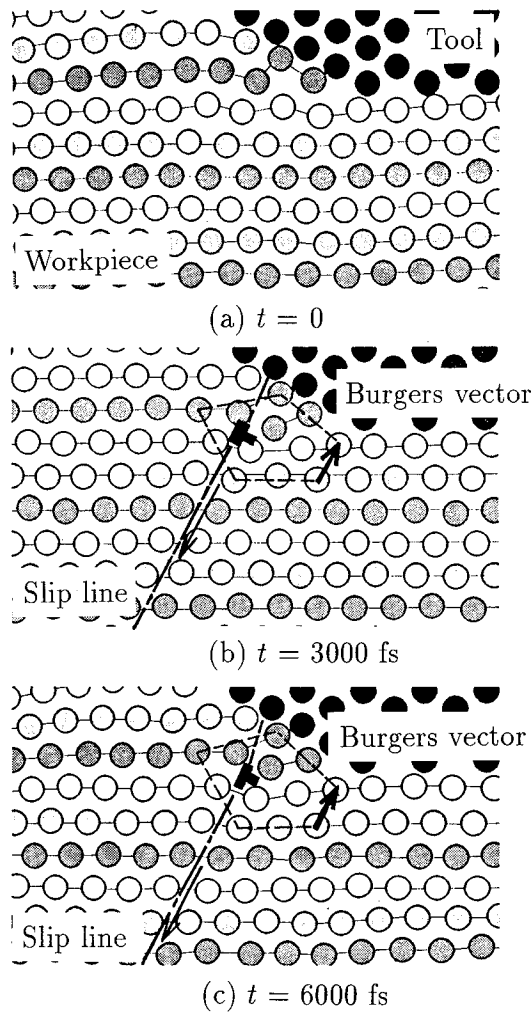 Tool
Workpiece
(a) t = 0
Burgers vector
Slip line
(b) t = 3000 fs
Burgers vector
Slip line
(c) t = 6000 fs